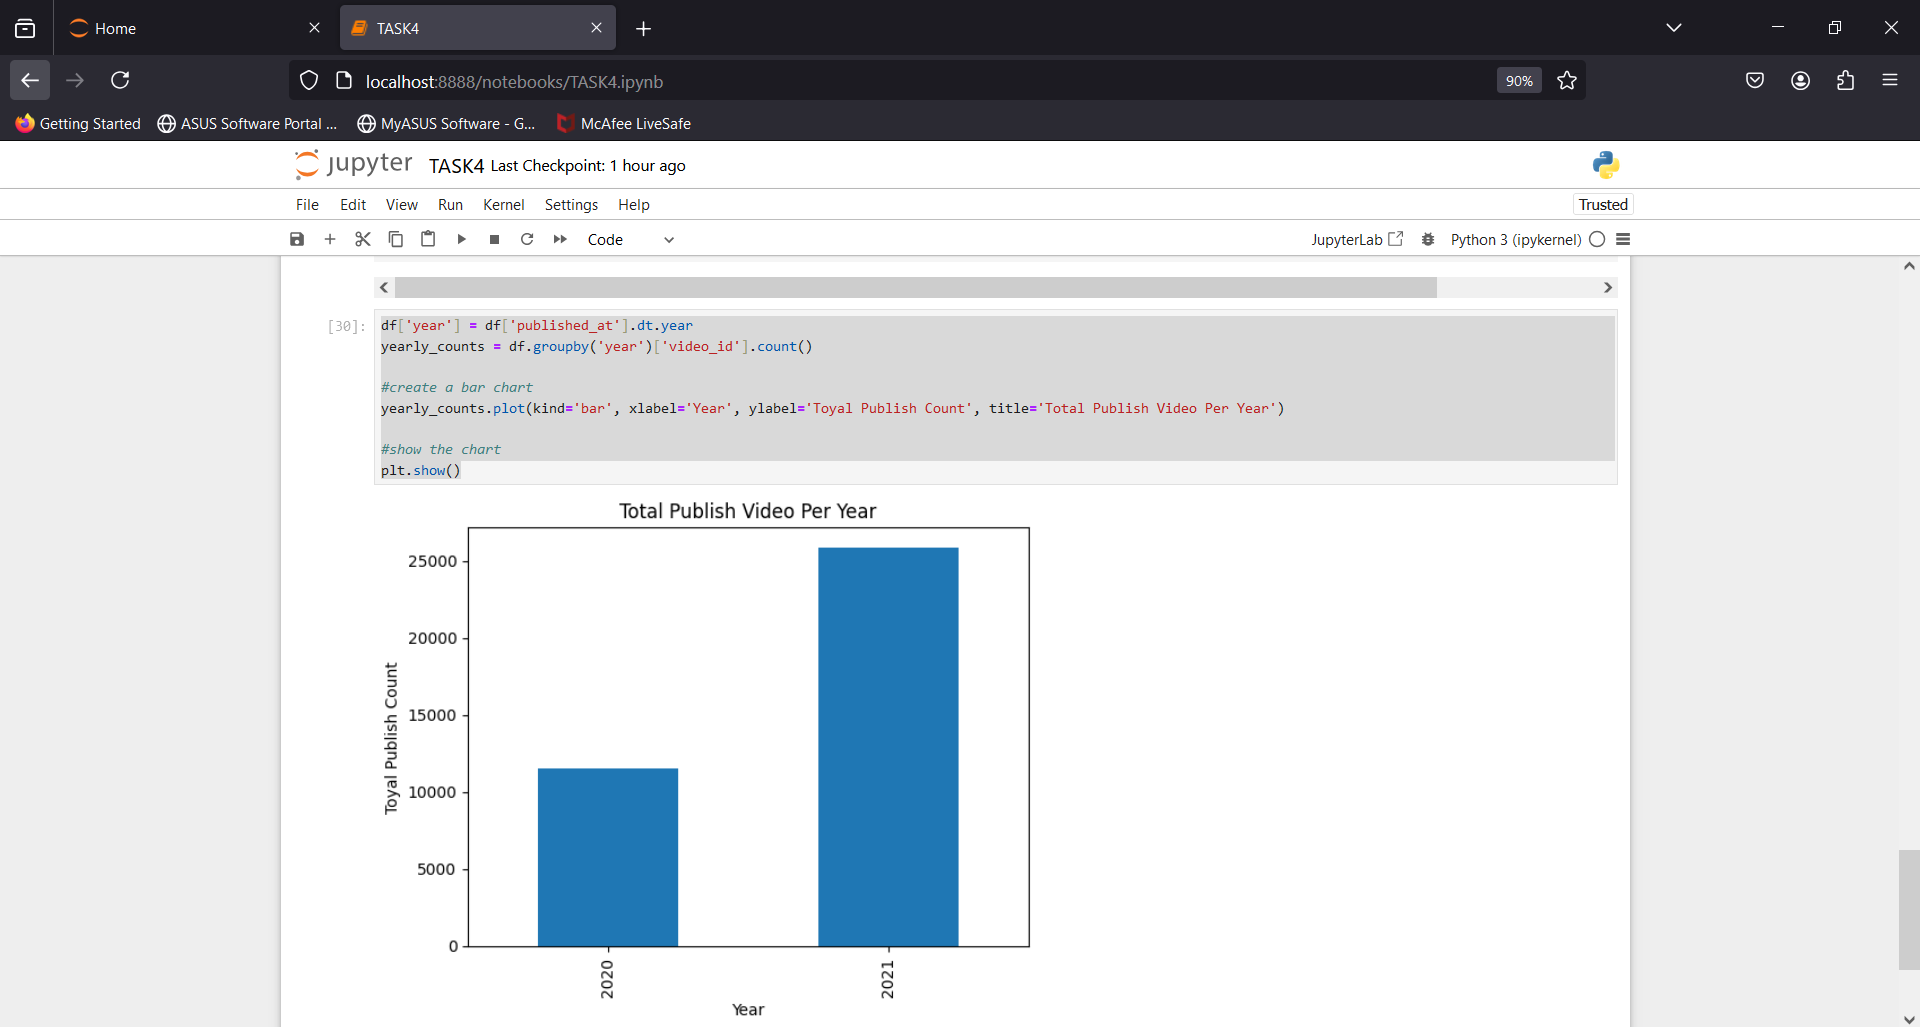 Home
TASK4
localhost:8888/notebooks/TASK4.ipynb
90%
Getting Started
ASUS Software Portal ...
MyASUS Software - G...
McAfee LiveSafe
jupyter TASK4 Last Checkpoint: 1 hour ago
File Edit View Run Kernel Settings Help
Trusted
Code
JupyterLab
Python 3 (ipykernel)
[30]:
df['year'] = df['published_at'].dt.year
yearly_counts = df.groupby('year')['video_id'].count()
#create a bar chart
yearly_counts.plot(kind='bar', xlabel='Year', ylabel='Toyal Publish Count', title='Total Publish Video Per Year')
#show the chart
plt.show()
Total Publish Video Per Year
25000
20000
15000
10000
5000
0
Toyal Publish Count
2020
2021
Year